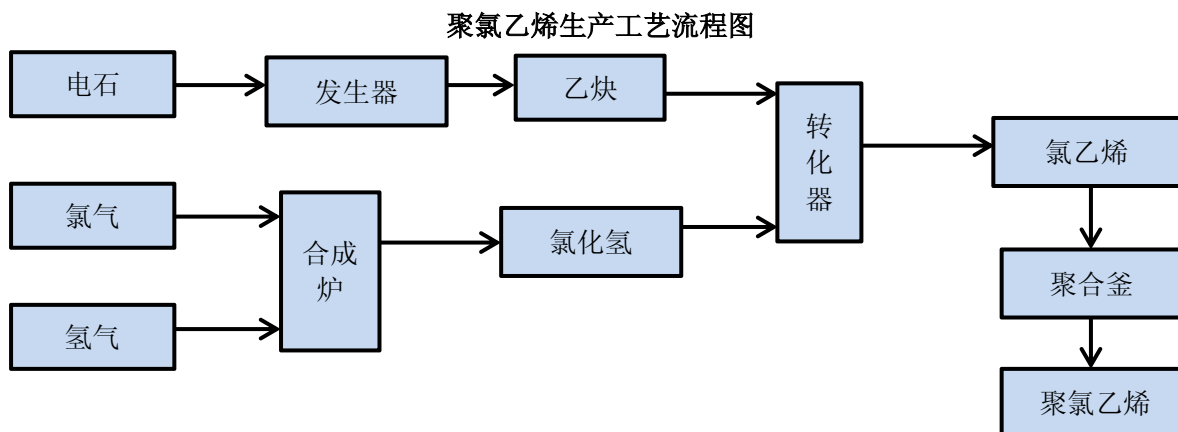 聚氯乙烯生产工艺流程图
电石
发生器
乙炔
转
化
器
氯乙烯
氯气
合成
炉
氯化氢
氢气
聚合釜
聚氯乙烯